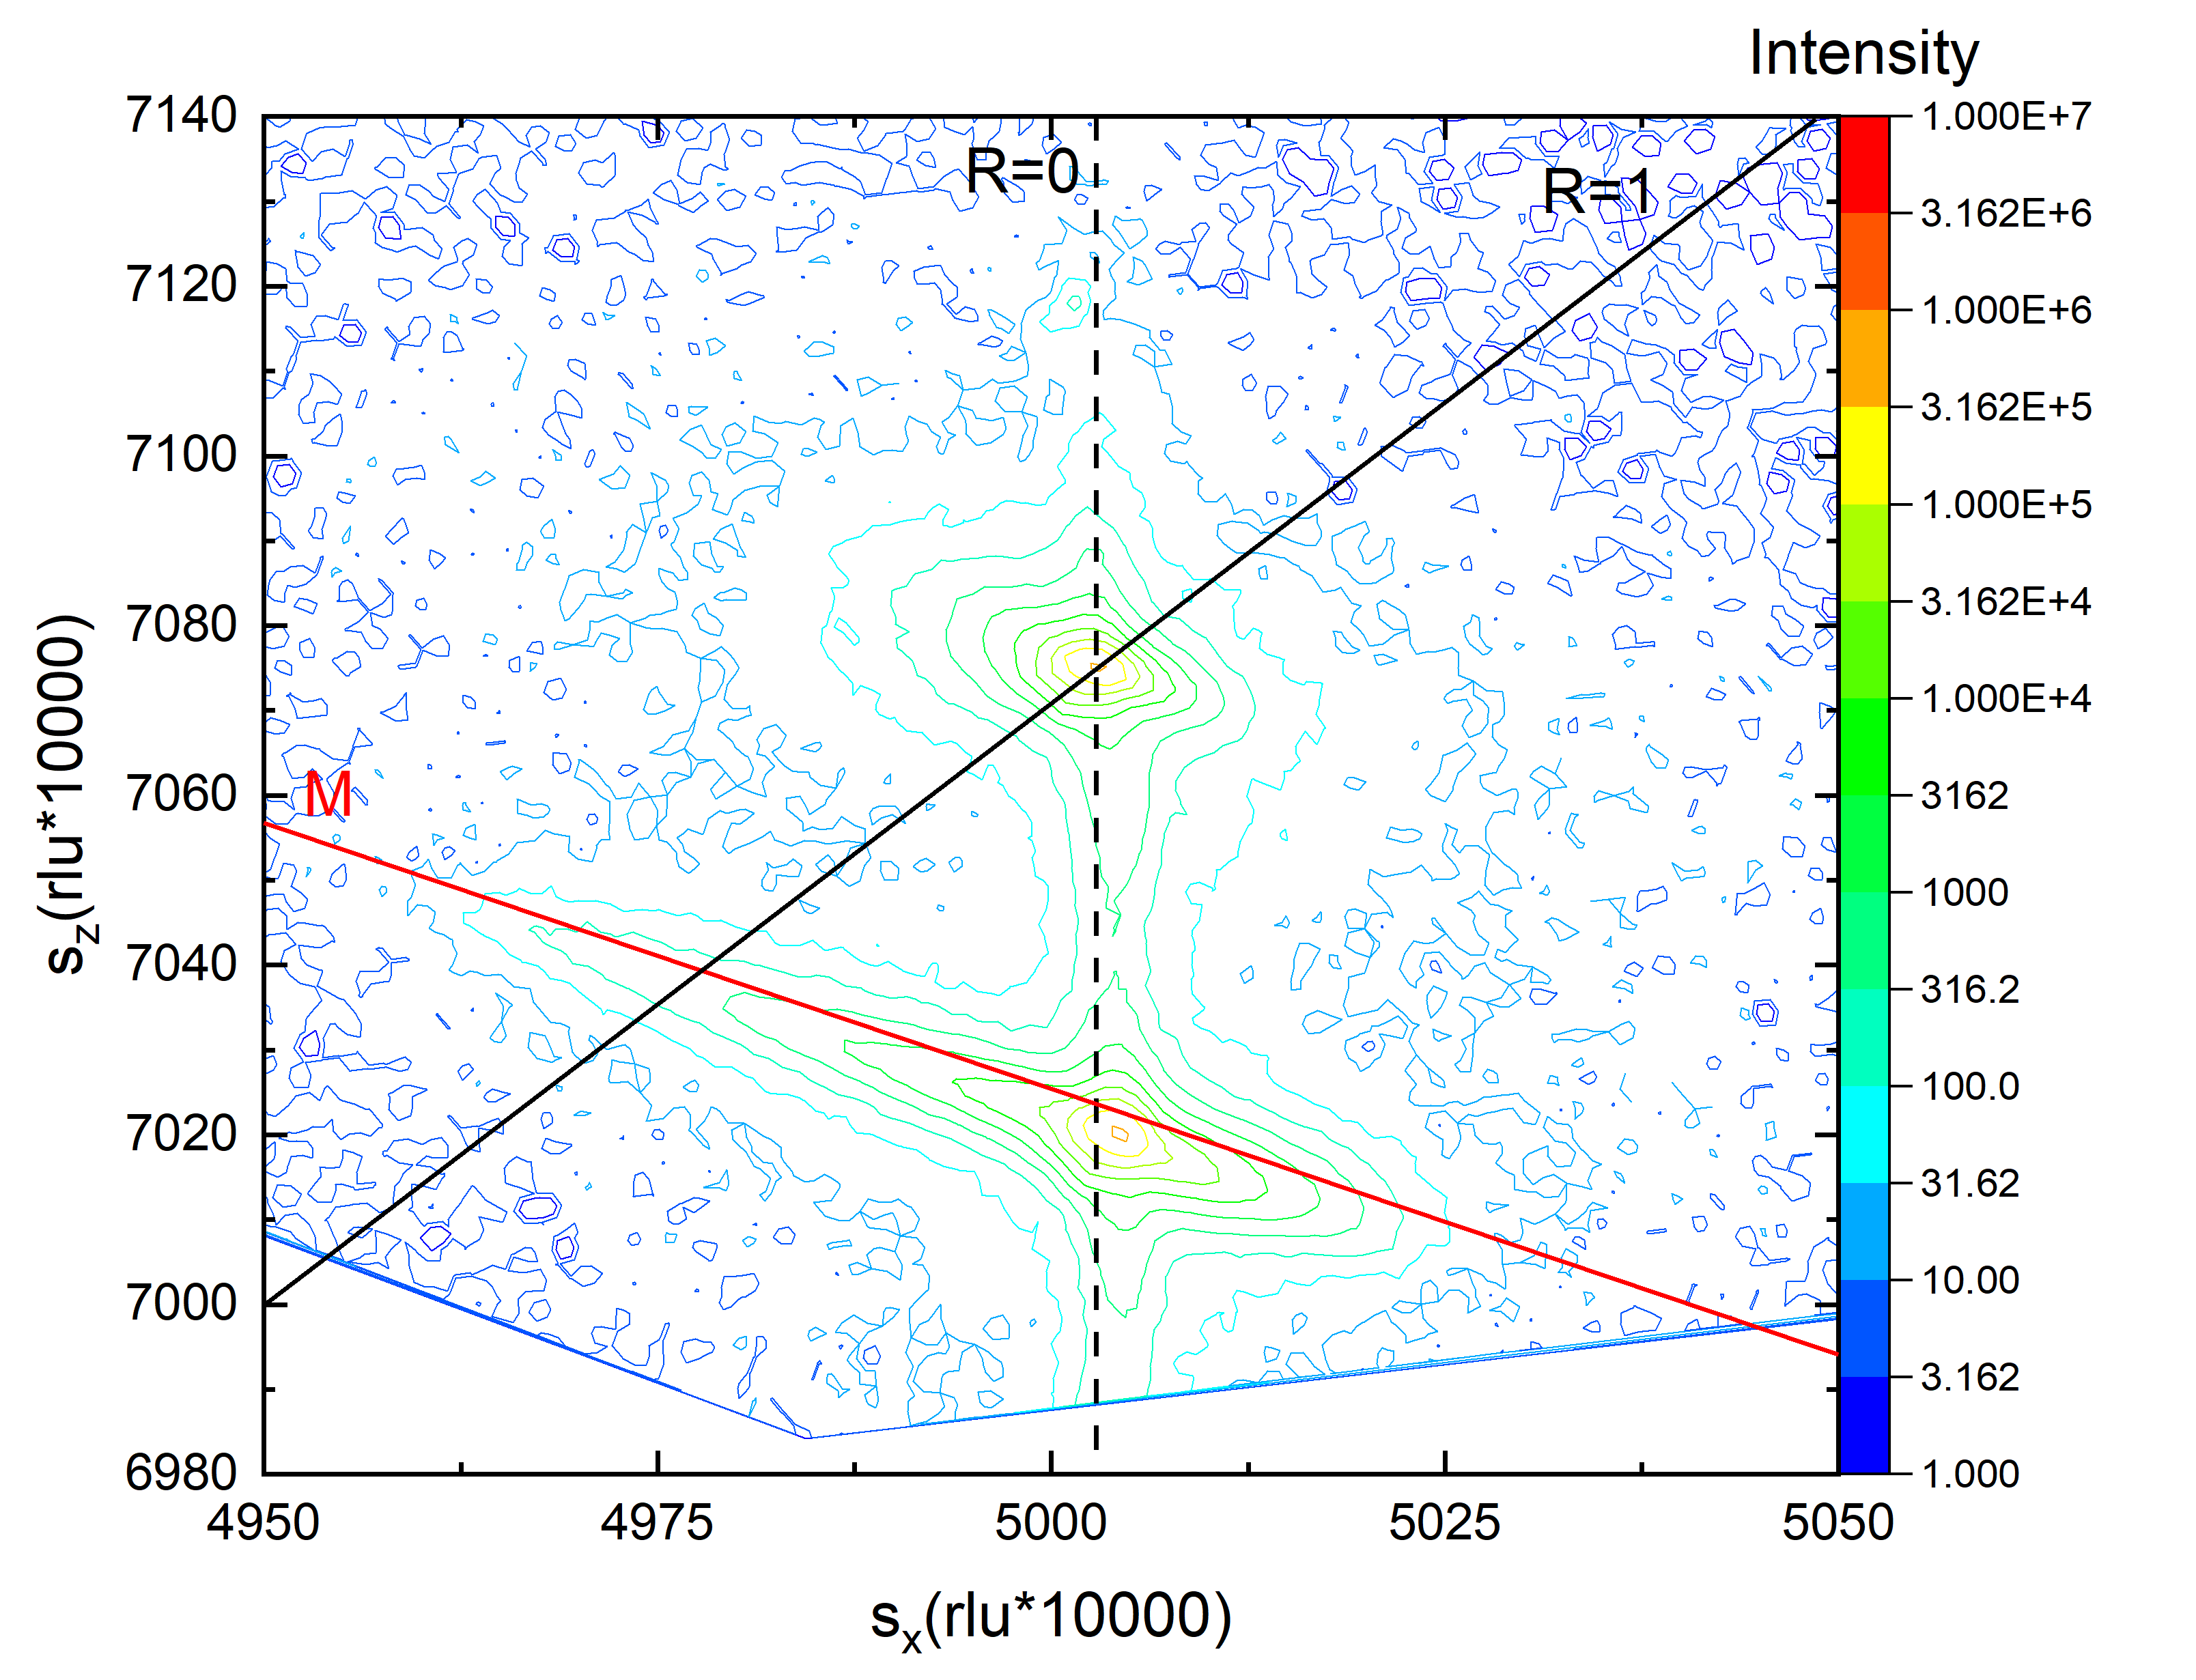 Intensity
7140
7120
7100
7080
7060
7040
7020
7000
6980
s_z(rlu*10000)
R=0
R=1
M
1.000E+7
3.162E+6
1.000E+6
3.162E+5
1.000E+5
3.162E+4
1.000E+4
3162
1000
316.2
100.0
31.62
10.00
3.162
1.000
4950 4975 5000 5025 5050
s_x(rlu*10000)